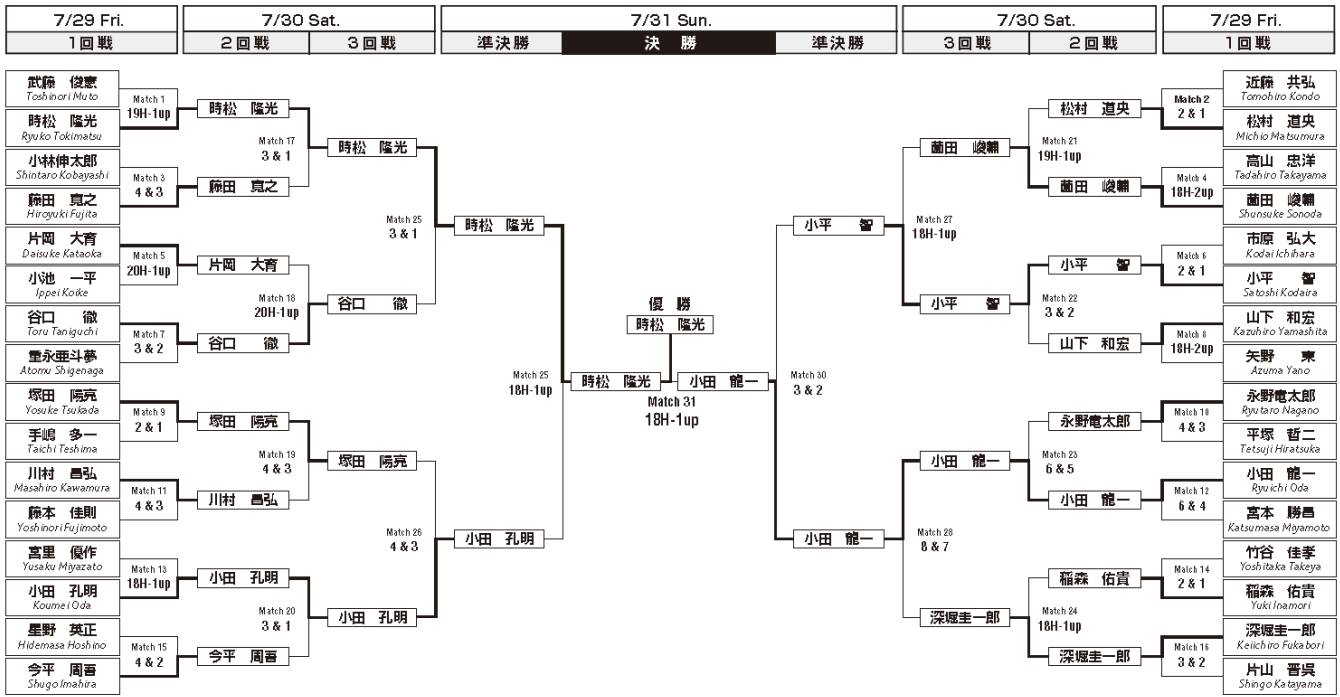 7/29 Fri.
7/30 Sat.
7/31 Sun.
7/30 Sat.
7/29 Fri.
1回戦
2回戦
3回戦
準決勝
決 勝
準決勝
3回戦
2回戦
1回戦
武藤 俊憲
Toshinori Muto
時松 隆光
Ryuko Tokimatsu
小林伸太郎
Shintaro Kobayashi
藤田 寛之
Hiroyuki Fujita
片岡 大育
Daisuke Kataoka
小池 一平
Ippei Koike
谷口 徹
Toru Taniguchi
重永亜斗夢
Atomu Shigenaga
塚田 陽亮
Yosuke Tsukada
手嶋 多一
Taichi Teshima
川村 昌弘
Masahiro Kawamura
藤本 佳則
Yoshinori Fujimoto
宮里 優作
Yusaku Miyazato
小田 孔明
Koumei Oda
星野 英正
Hidemasa Hoshino
今平 周吾
Shugo Imahira
Match 1
19H-1up
Match 3
4 & 3
Match 5
20H-1up
Match 7
3 & 2
Match 9
2 & 1
Match 11
4 & 3
Match 13
18H-1up
Match 15
4 & 2
時松 隆光
藤田 寛之
片岡 大育
谷口 徹
塚田 陽亮
川村 昌弘
小田 孔明
今平 周吾
Match 17
3 & 1
Match 18
20H-1up
Match 19
4 & 3
Match 20
3 & 1
時松 隆光
谷口 徹
塚田 陽亮
小田 孔明
Match 25
3 & 1
Match 26
4 & 3
時松 隆光
小田 孔明
Match 25
18H-1up
優 勝
時松 隆光
時松 隆光
小田 龍一
Match 31
18H-1up
Match 30
3 & 2
小平 智
小田 龍一
Match 27
18H-1up
Match 28
8 & 7
薗田 峻輔
小平 智
小田 龍一
深堀圭一郎
Match 21
19H-1up
Match 22
3 & 2
Match 23
6 & 5
Match 24
18H-1up
松村 道央
薗田 峻輔
小平 智
山下 和宏
永野竜太郎
小田 龍一
稲森 佑貴
深堀圭一郎
Match 2
2 & 1
Match 4
18H-2up
Match 6
2 & 1
Match 8
18H-2up
Match 10
4 & 3
Match 12
6 & 4
Match 14
2 & 1
Match 16
3 & 2
近藤 共弘
Tomohiro Kondo
松村 道央
Michio Matsumura
高山 忠洋
Tadahiro Takayama
薗田 峻輔
Shunsuke Sonoda
市原 弘大
Kodai Ichihara
小平 智
Satoshi Kodaira
山下 和宏
Kazuhiro Yamashita
矢野 東
Azuma Yano
永野竜太郎
Ryutaro Nagano
平塚 哲二
Tetsuji Hiratsuka
小田 龍一
Ryuichi Oda
宮本 勝昌
Katsumasa Miyamoto
竹谷 佳孝
Yoshitaka Takeya
稲森 佑貴
Yuki Inamori
深堀圭一郎
Keiichiro Fukabori
片山 晋呉
Shingo Katayama